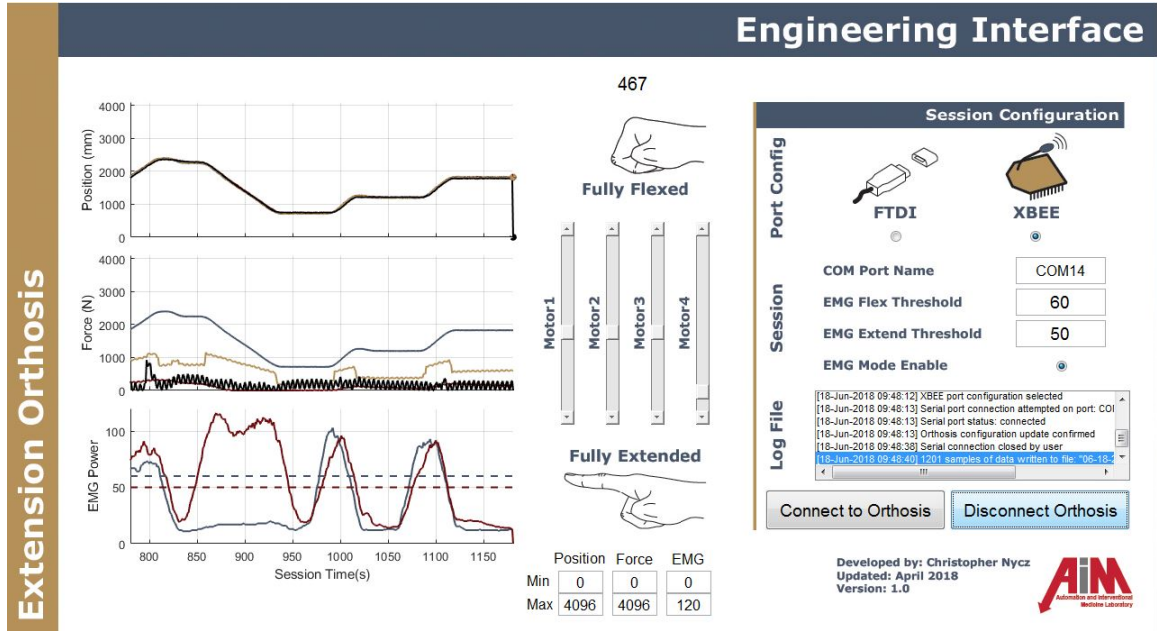 Engineering Interface
Extension Orthosis
467
4000
3000
2000
1000
0
Position (mm)
4000
3000
2000
1000
0
Force (N)
100
50
0
EMG Power
800 850 900 950 1000 1050 1100 1150
Session Time(s)
Fully Flexed
Motor1
Motor2
Motor3
Motor4
Fully Extended
Position Force EMG
Min 0 0 0
Max 4096 4096 120
Session Configuration
Port Config
FTDI XBEE
Session
COM Port Name COM14
EMG Flex Threshold 60
EMG Extend Threshold 50
EMG Mode Enable
Log File
[18-Jun-2018 09:48:12] XBEE port configuration selected
[18-Jun-2018 09:48:13] Serial port connection attempted on port: COM
[18-Jun-2018 09:48:13] Serial port status: connected
[18-Jun-2018 09:48:13] Orthosis configuration update confirmed
[18-Jun-2018 09:48:38] Serial connection closed by user
[18-Jun-2018 09:48:40] 1201 samples of data written to file: "06-18-2
Connect to Orthosis Disconnect Orthosis
Developed by: Christopher Nycz
Updated: April 2018
Version: 1.0
AiM
Automation and Interventional
Medicine Laboratory